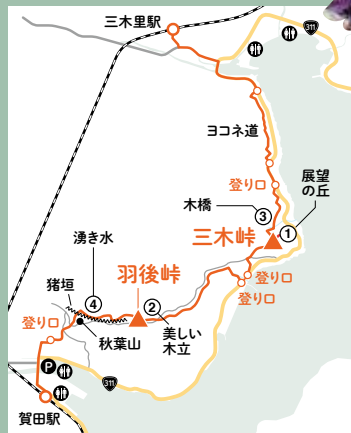 三木里駅
311
ヨコネ道
展望
の丘
登り口
木橋
③
①
三木峠
湧き水
羽後峠
登り口
登り口
猪垣
④
②
美しい
木立
登り口
秋葉山
P
311
賀田駅